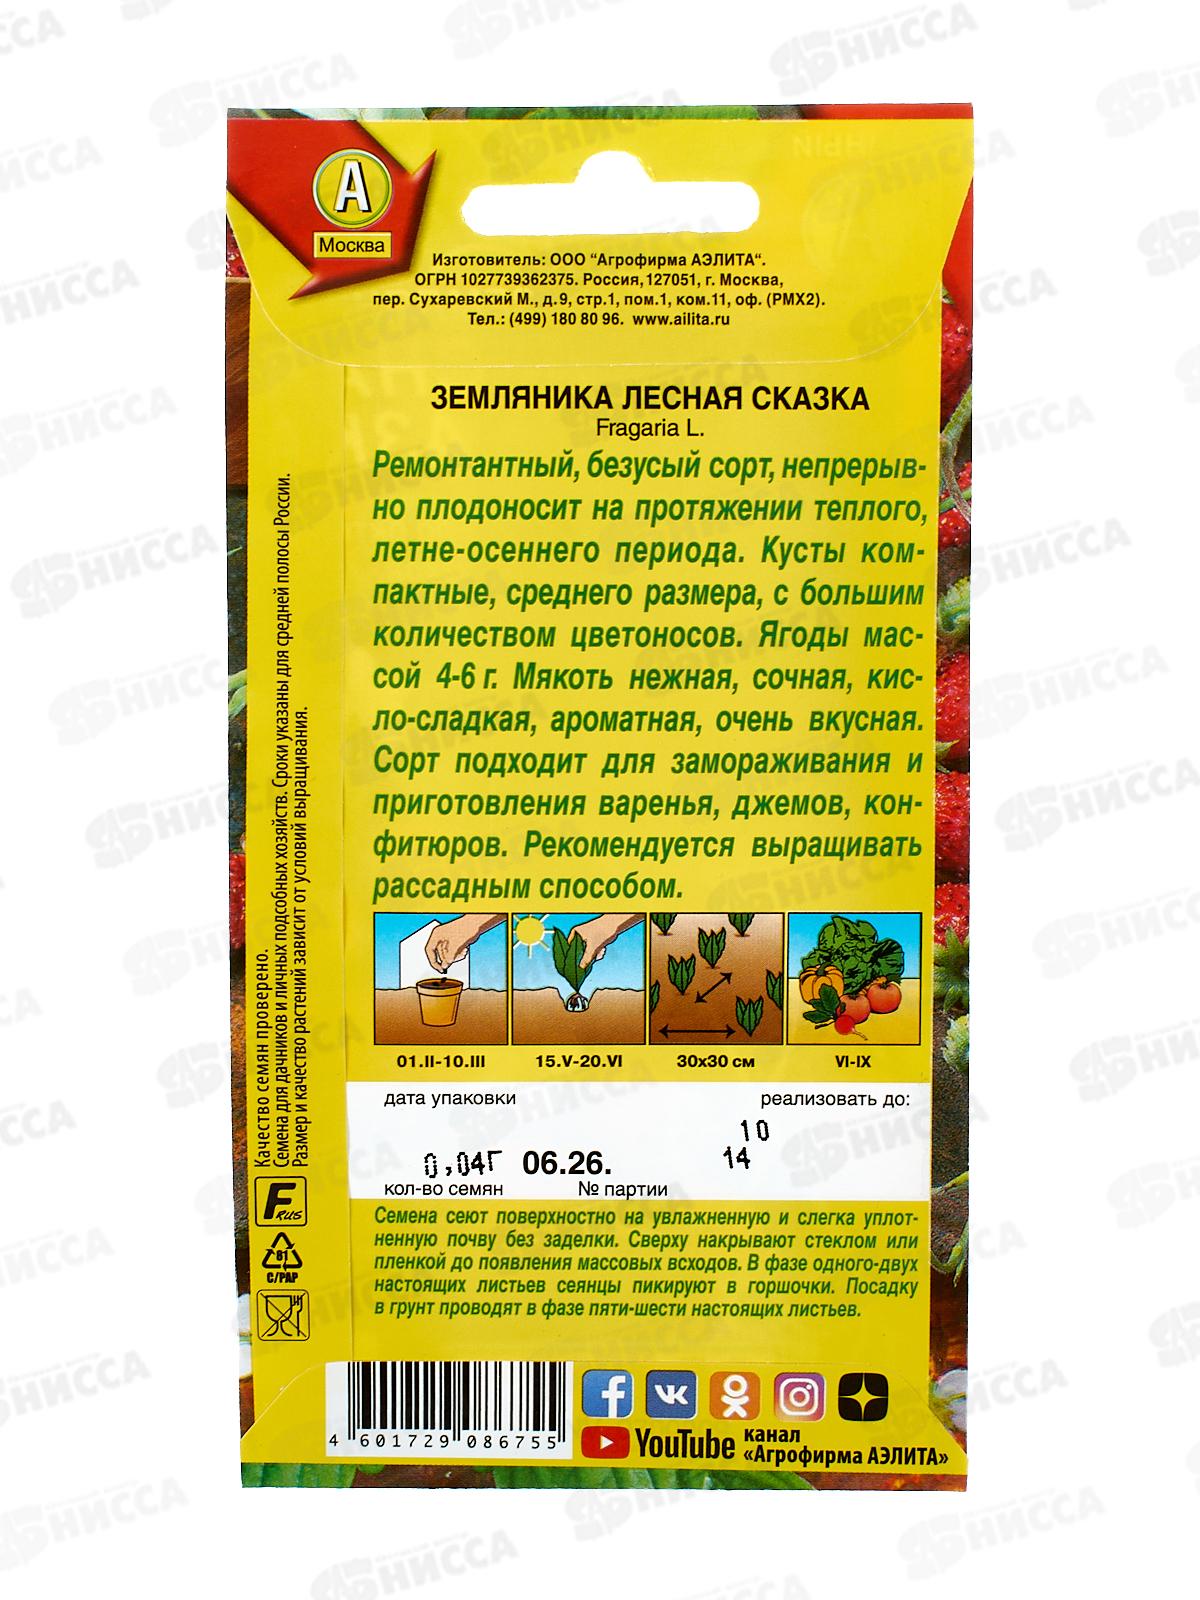 А
Москва
Изготовитель: ООО “Агрофирма АЭЛИТА“.
ОГРН 1027739362375. Россия,127051, г. Москва,
пер. Сухаревский М., д.9, стр.1, пом.1, ком.11, оф. (РМХ2).
Тел.: (499) 180 80 96. www.ailita.ru
ЗЕМЛЯНИКА ЛЕСНАЯ СКАЗКА
Fragaria L.
Ремонтантный, безусый сорт, непрерыв-
но плодоносит на протяжении теплого,
летне-осеннего периода. Кусты ком-
пактные, среднего размера, с большим
количеством цветоносов. Ягоды мас-
сой 4-6 г. Мякоть нежная, сочная, кис-
ло-сладкая, ароматная, очень вкусная.
Сорт подходит для замораживания и
приготовления варенья, джемов, кон-
фитюров. Рекомендуется выращивать
рассадным способом.
01.II-10.III 15.V-20.VI 30х30 см VI-IX
дата упаковки реализовать до:
10
0,04Г 06.26. 14
кол-во семян № партии
Семена сеют поверхностно на увлажненную и слегка уплот-
ненную почву без заделки. Сверху накрывают стеклом или
пленкой до появления массовых всходов. В фазе одного-двух
настоящих листьев сеянцы пикируют в горшочки. Посадку
в грунт проводят в фазе пяти-шести настоящих листьев.
Качество семян проверено.
Семена для дачников и личных подсобных хозяйств. Сроки указаны для средней полосы России.
Размер и качество растений зависит от условий выращивания.
F RUS
81
C/PAP
4 601729 086755
YouTube канал
«Агрофирма АЭЛИТА»
НИССА